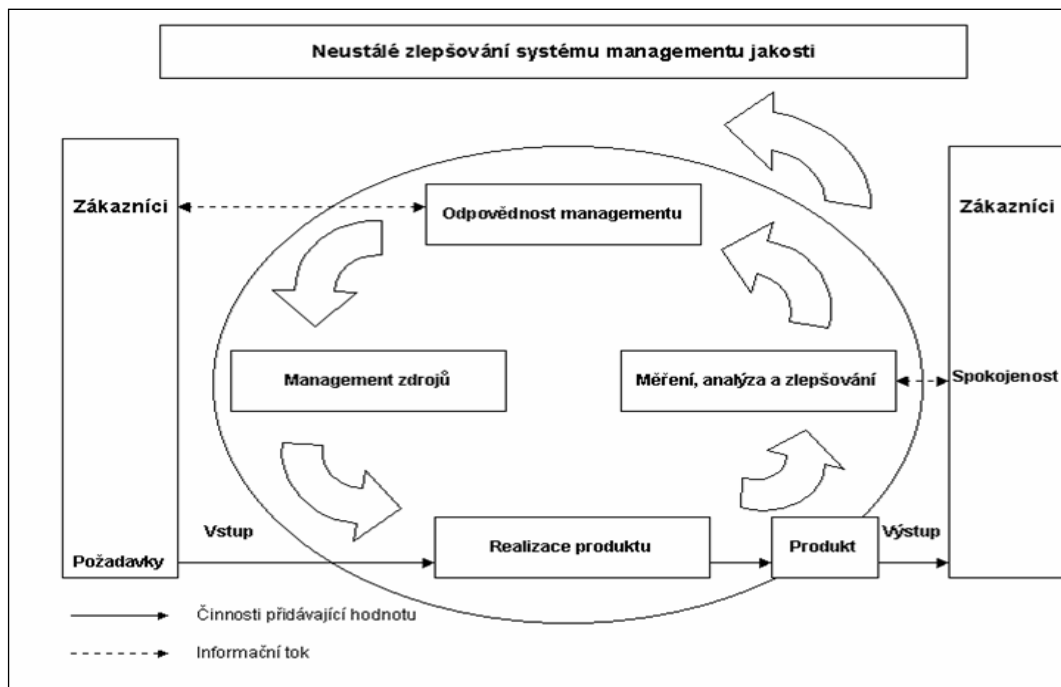 Neustálé zlepšování systému managementu jakosti
Zákazníci
Odpovědnost managementu
Zákazníci
Management zdrojů
Měření, analýza a zlepšování
Spokojenost
Vstup
Realizace produktu
Produkt
Výstup
Požadavky
Činnosti přidávající hodnotu
Informační tok